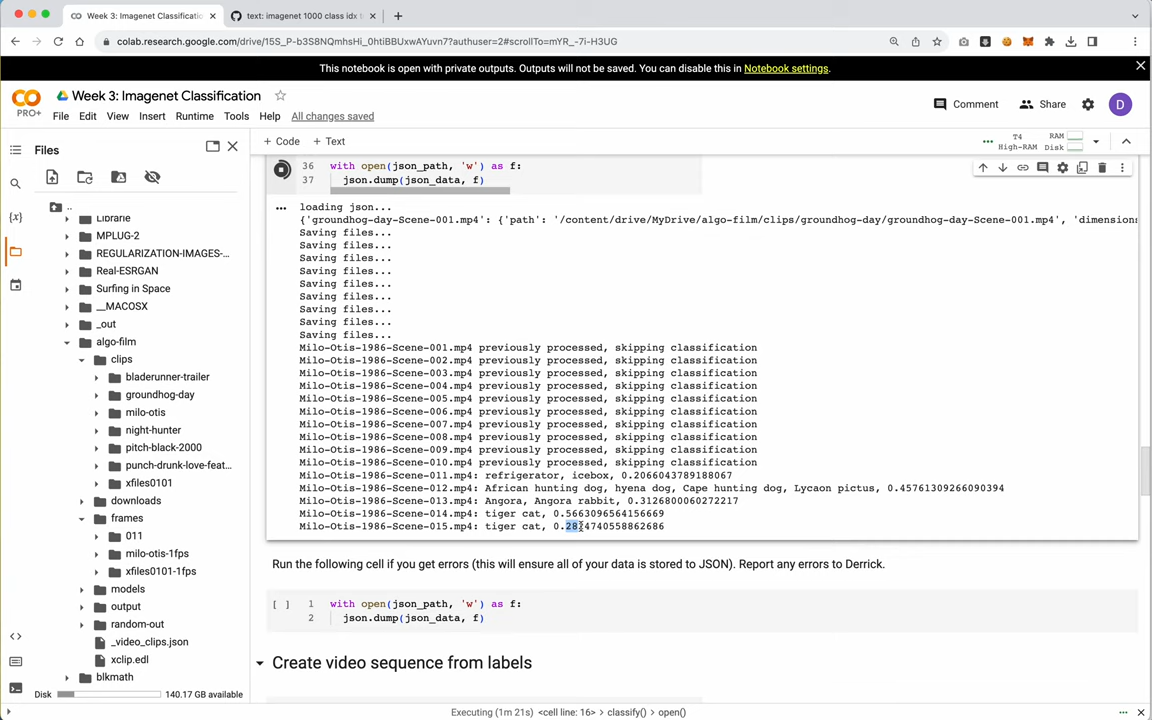 Week 3: Imagenet Classificatio
text: imagenet 1000 class idx t
colab.research.google.com/drive/15S_P-b3S8NQmhsHi_0htiBBUxwAYuvn7?authuser=2#scrollTo=mYR_-7i-H3UG
This notebook is open with private outputs. Outputs will not be saved. You can disable this in Notebook settings.
PRO+
Week 3: Imagenet Classification
File Edit View Insert Runtime Tools Help All changes saved
Comment Share D
+ Code + Text
T4 High-RAM RAM Disk
Files
..
Librarie
MPLUG-2
REGULARIZATION-IMAGES-...
Real-ESRGAN
Surfing in Space
__MACOSX
_out
algo-film
clips
bladerunner-trailer
groundhog-day
milo-otis
night-hunter
pitch-black-2000
punch-drunk-love-feat...
xfiles0101
downloads
frames
011
milo-otis-1fps
xfiles0101-1fps
models
output
random-out
_video_clips.json
xclip.edl
blkmath
Disk 140.17 GB available
36 with open(json_path, 'w') as f:
37 json.dump(json_data, f)
loading json...
{'groundhog-day-Scene-001.mp4': {'path': '/content/drive/MyDrive/algo-film/clips/groundhog-day/groundhog-day-Scene-001.mp4', 'dimensions
Saving files...
Saving files...
Saving files...
Saving files...
Saving files...
Saving files...
Saving files...
Saving files...
Saving files...
Milo-Otis-1986-Scene-001.mp4 previously processed, skipping classification
Milo-Otis-1986-Scene-002.mp4 previously processed, skipping classification
Milo-Otis-1986-Scene-003.mp4 previously processed, skipping classification
Milo-Otis-1986-Scene-004.mp4 previously processed, skipping classification
Milo-Otis-1986-Scene-005.mp4 previously processed, skipping classification
Milo-Otis-1986-Scene-006.mp4 previously processed, skipping classification
Milo-Otis-1986-Scene-007.mp4 previously processed, skipping classification
Milo-Otis-1986-Scene-008.mp4 previously processed, skipping classification
Milo-Otis-1986-Scene-009.mp4 previously processed, skipping classification
Milo-Otis-1986-Scene-010.mp4 previously processed, skipping classification
Milo-Otis-1986-Scene-011.mp4: refrigerator, icebox, 0.2066043789188067
Milo-Otis-1986-Scene-012.mp4: African hunting dog, hyena dog, Cape hunting dog, Lycaon pictus, 0.45761309266090394
Milo-Otis-1986-Scene-013.mp4: Angora, Angora rabbit, 0.3126800060272217
Milo-Otis-1986-Scene-014.mp4: tiger cat, 0.5663096564156669
Milo-Otis-1986-Scene-015.mp4: tiger cat,
Run the following cell if you get errors (this will ensure all of your data is stored to JSON). Report any errors to Derrick.
[ ] 1 with open(json_path, 'w') as f:
2 json.dump(json_data, f)
Create video sequence from labels
Executing (1m 21s) <cell line: 16> > classify() > open()